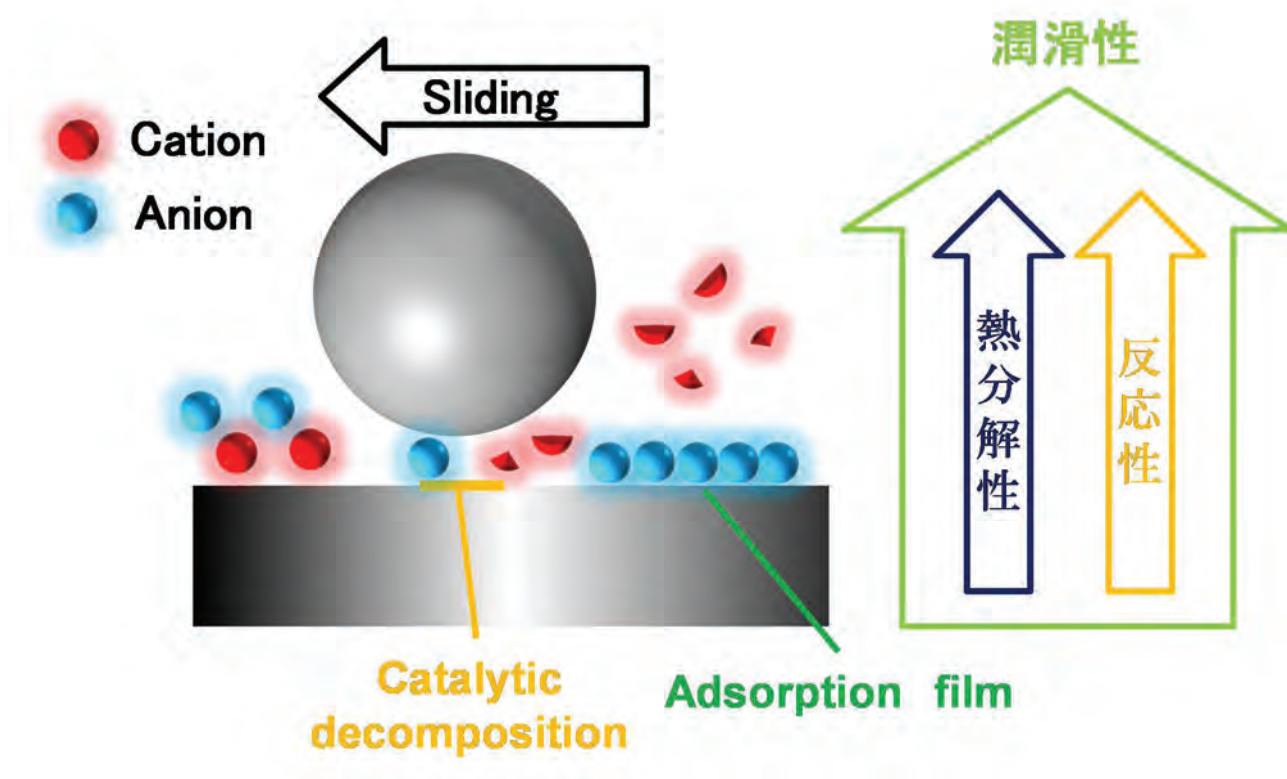 Sliding
Cation
Anion
Catalytic
decomposition
Adsorption film
潤滑性
熱分解性
反応性